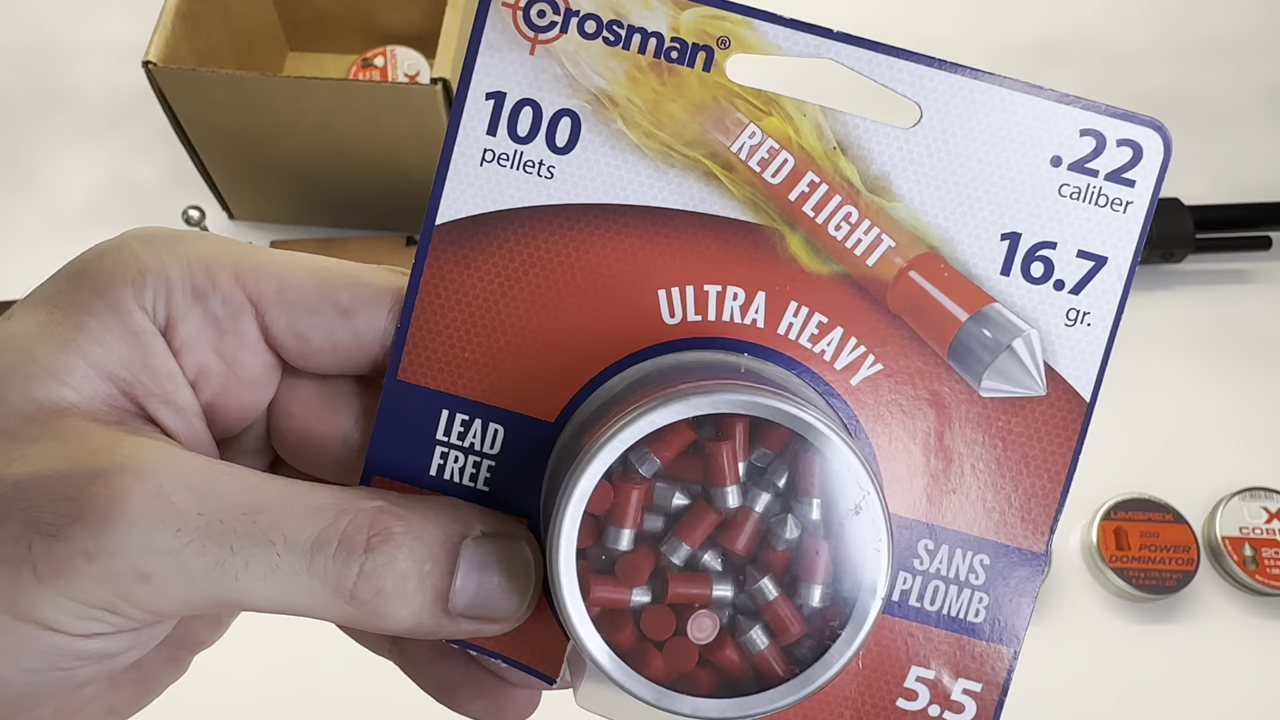 Crosman®
100
pellets
.22
caliber
16.7
gr.
RED FLIGHT
ULTRA HEAVY
LEAD
FREE
SANS
PLOMB
5.5
UMAREX
20G
POWER
DOMINATOR